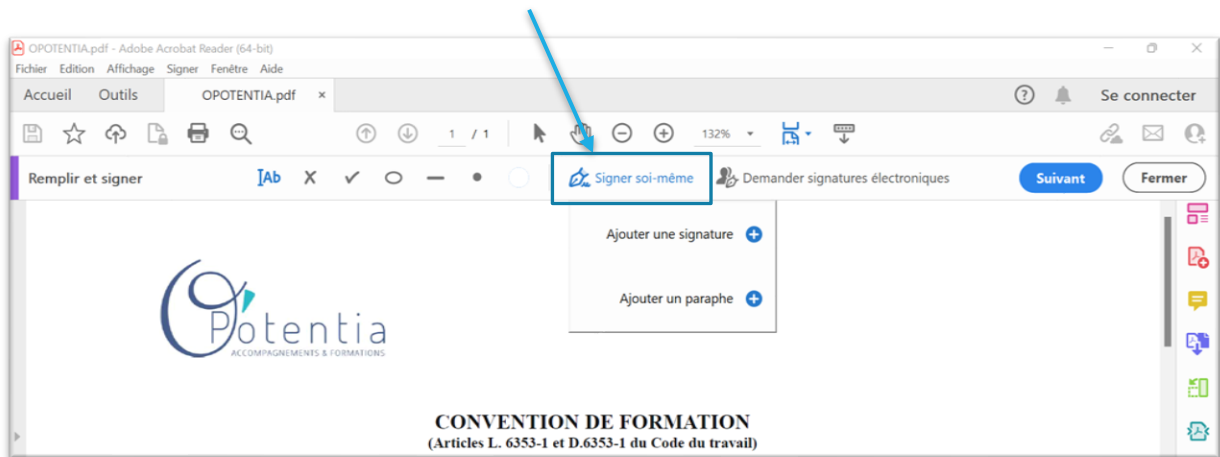 OPOTENTIA.pdf - Adobe Acrobat Reader (64-bit)
Fichier Edition Affichage Signer Fenêtre Aide
Accueil Outils OPOTENTIA.pdf × Se connecter
1 / 1 132%
Remplir et signer IAb Signer soi-même Demander signatures électroniques Suivant Fermer
Ajouter une signature
Ajouter un paraphe
O'Potentia
ACCOMPAGNEMENTS & FORMATIONS
CONVENTION DE FORMATION
(Articles L. 6353-1 et D.6353-1 du Code du travail)